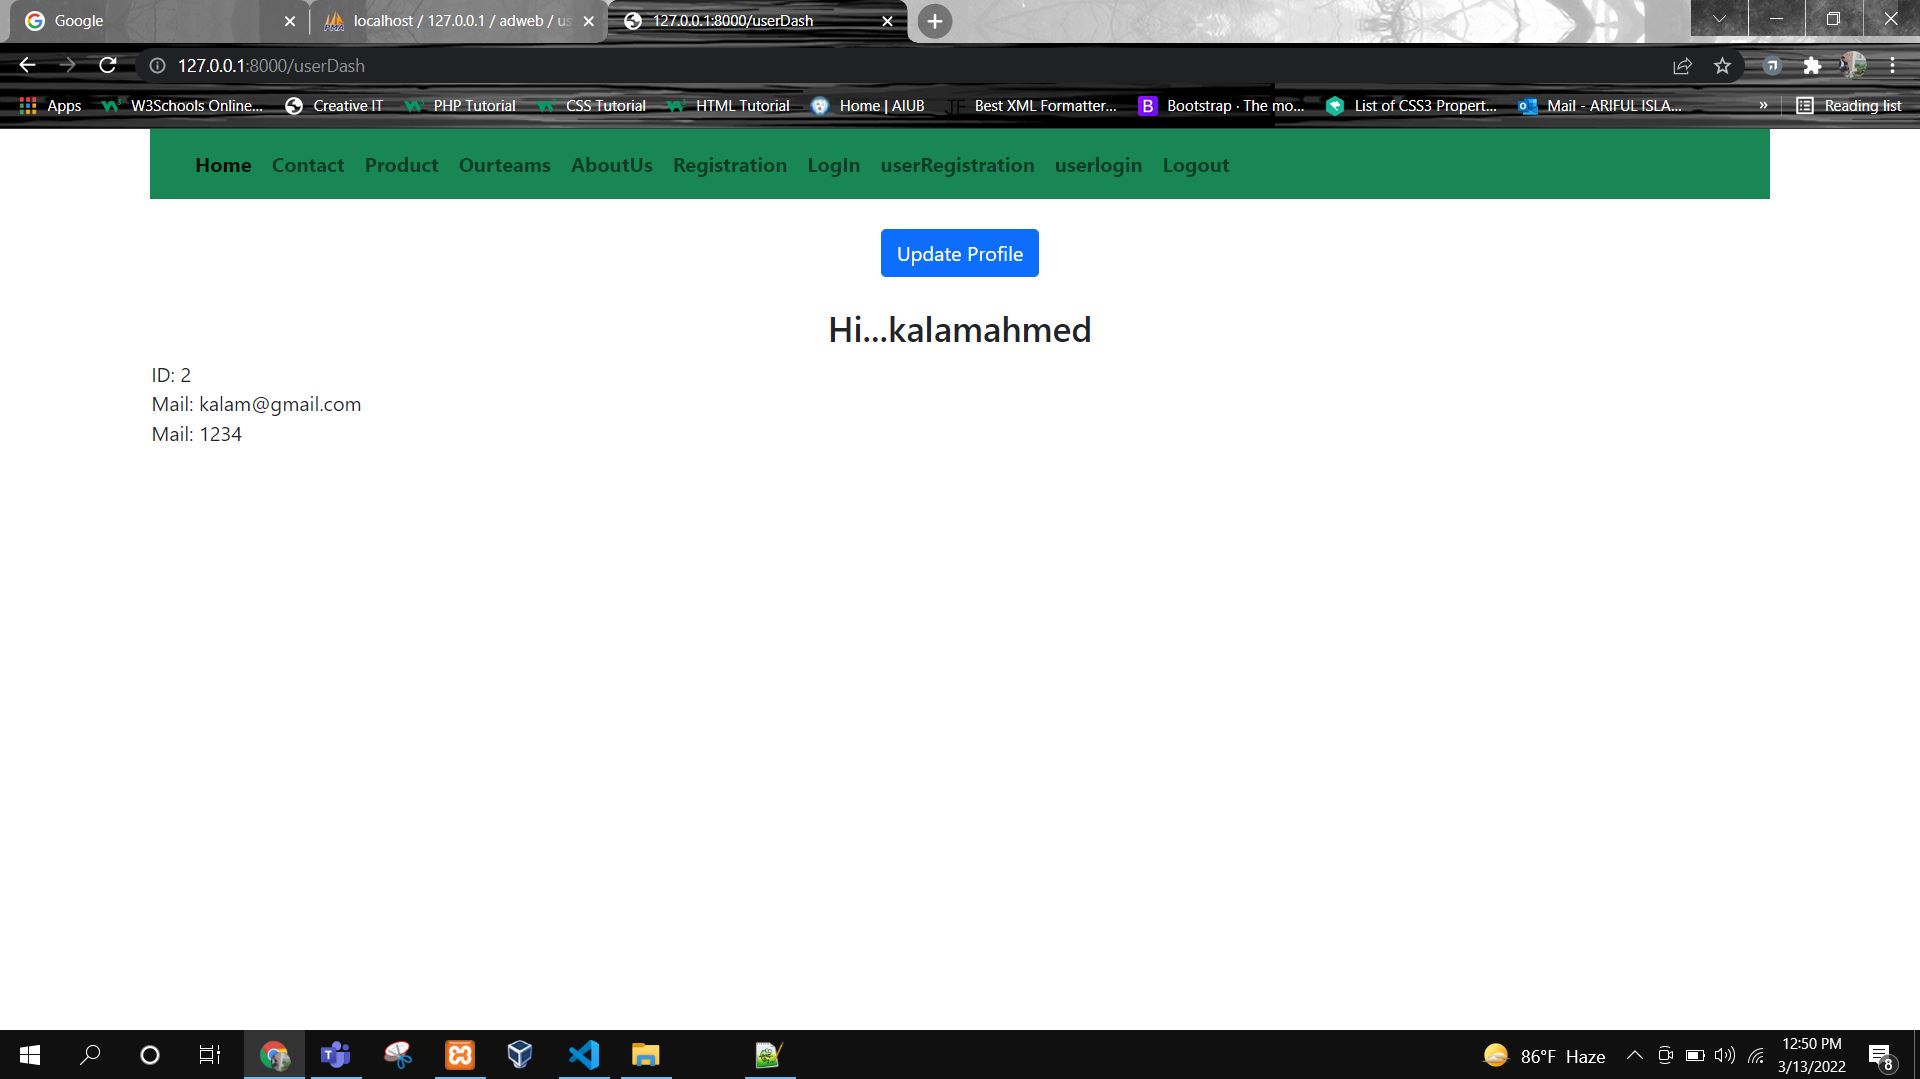 Google
localhost / 127.0.0.1 / adweb / us
127.0.0.1:8000/userDash
127.0.0.1:8000/userDash
Apps
W3Schools Online...
Creative IT
PHP Tutorial
CSS Tutorial
HTML Tutorial
Home | AIUB
JF
Best XML Formatter...
B
Bootstrap · The mo...
List of CSS3 Propert...
Mail - ARIFUL ISLA...
»
Reading list
Home Contact Product Ourteams AboutUs Registration LogIn userRegistration userlogin Logout
Update Profile
Hi...kalamahmed
ID: 2
Mail: kalam@gmail.com
Mail: 1234
86°F Haze
12:50 PM
3/13/2022
8